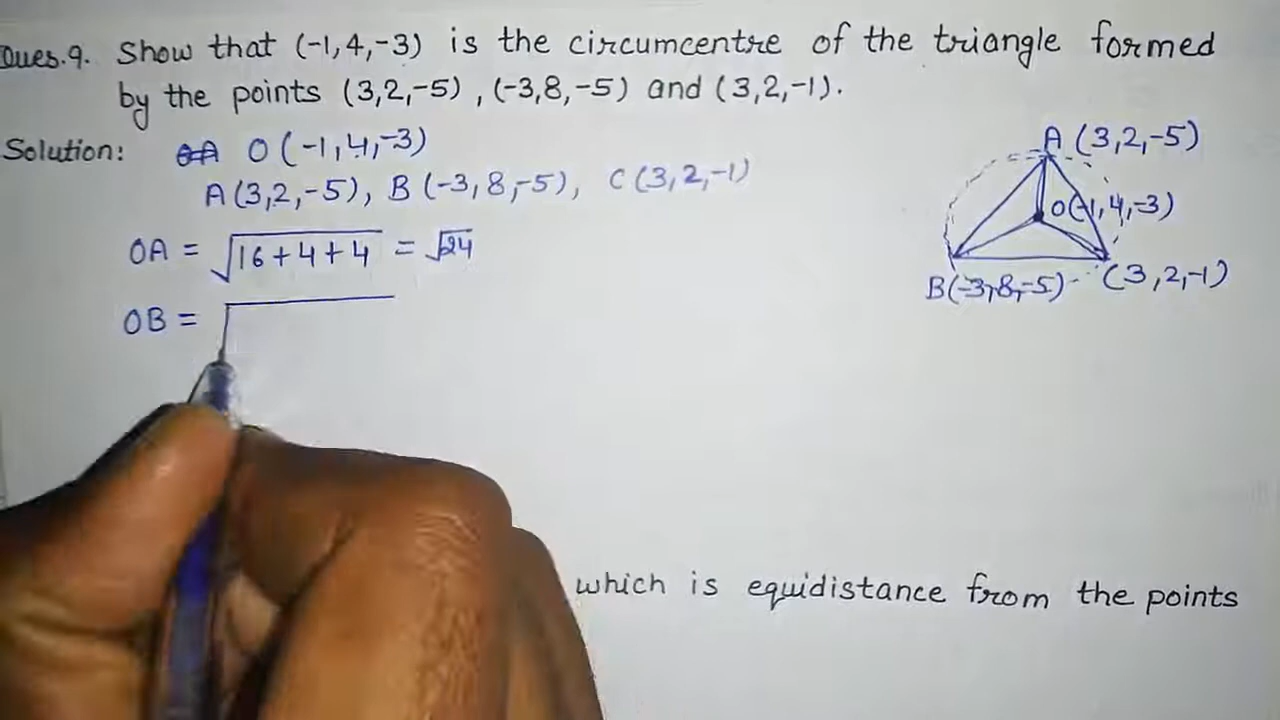 Ques.9. Show that (-1,4,-3) is the circumcentre of the triangle formed
by the points (3,2,-5), (-3,8,-5) and (3,2,-1).
Solution: O(-1,4,-3)
A(3,2,-5), B(-3,8,-5), C(3,2,-1)
OA = √16+4+4 = √24
OB = √
A(3,2,-5)
O(-1,4,-3)
B(-3,8,-5) C(3,2,-1)
which is equidistance from the points